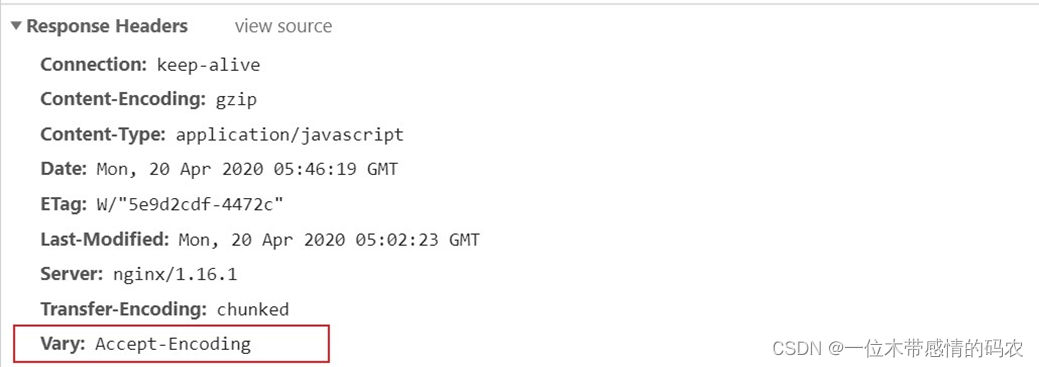 Response Headers view source
Connection: keep-alive
Content-Encoding: gzip
Content-Type: application/javascript
Date: Mon, 20 Apr 2020 05:46:19 GMT
ETag: W/"5e9d2cdf-4472c"
Last-Modified: Mon, 20 Apr 2020 05:02:23 GMT
Server: nginx/1.16.1
Transfer-Encoding: chunked
Vary: Accept-Encoding
CSDN @一位木带感情的码农